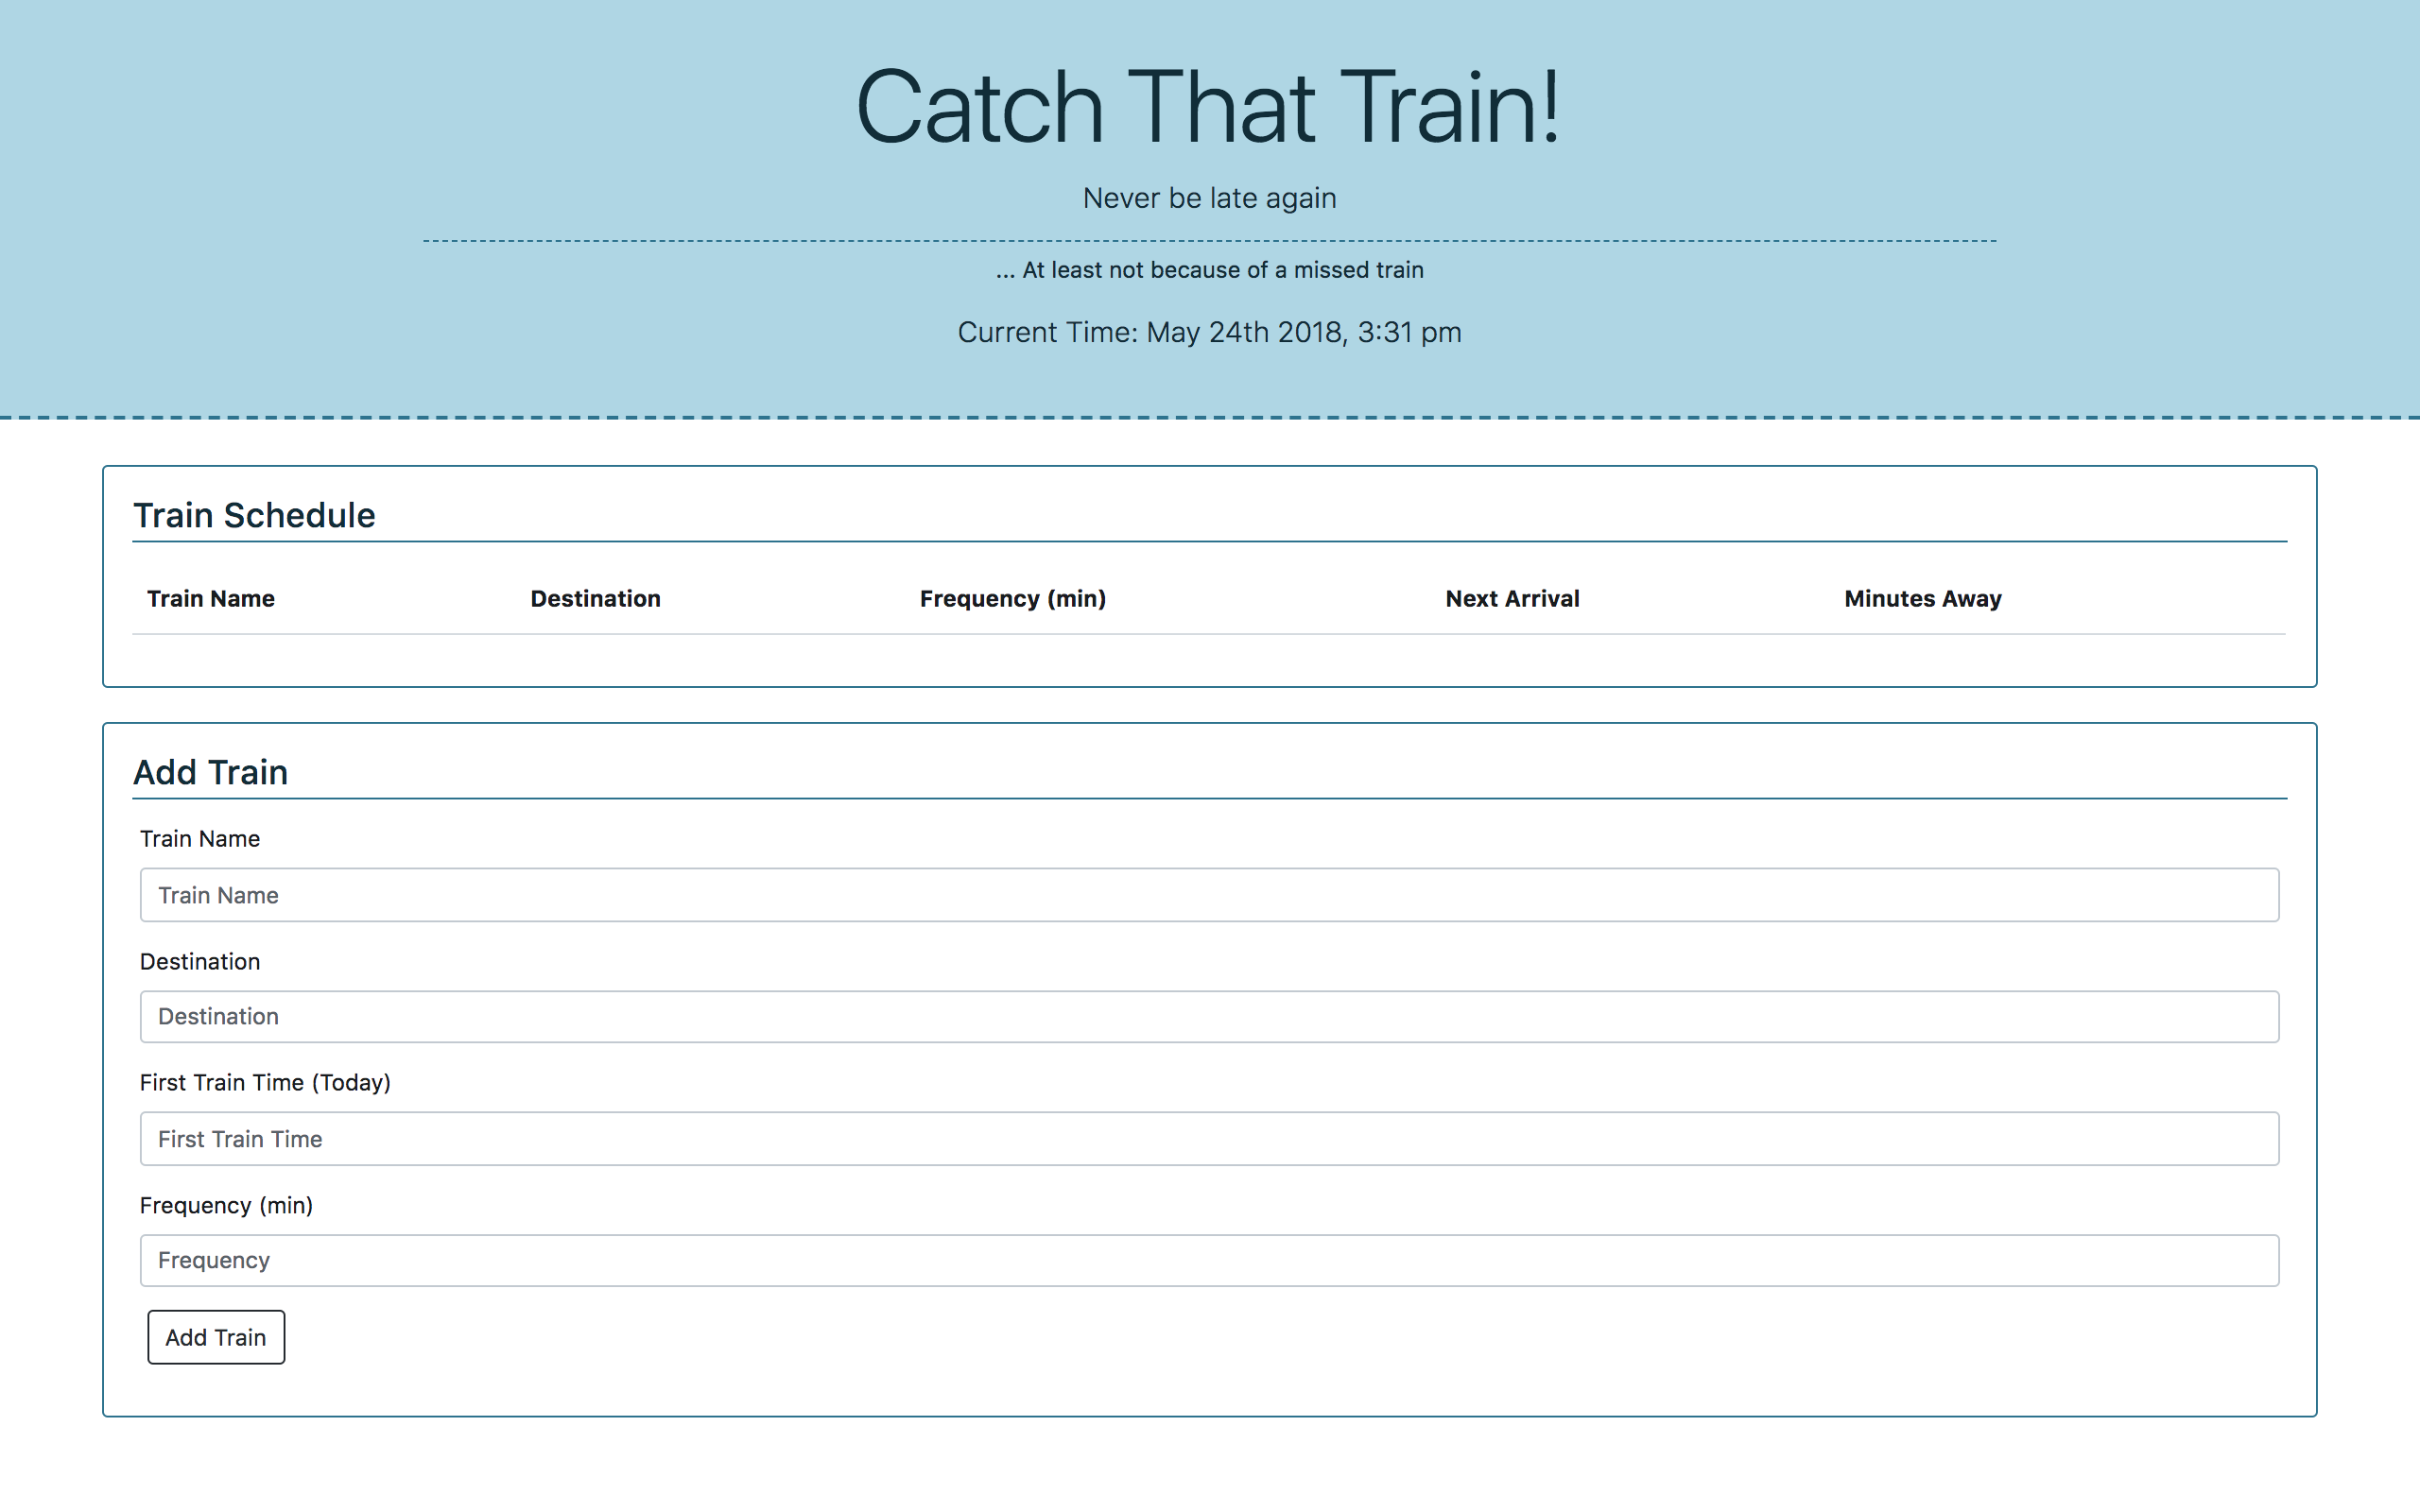 Catch That Train!
Never be late again
... At least not because of a missed train
Current Time: May 24th 2018, 3:31 pm
Train Schedule
Train Name Destination Frequency (min) Next Arrival Minutes Away
Add Train
Train Name
Train Name
Destination
Destination
First Train Time (Today)
First Train Time
Frequency (min)
Frequency
Add Train